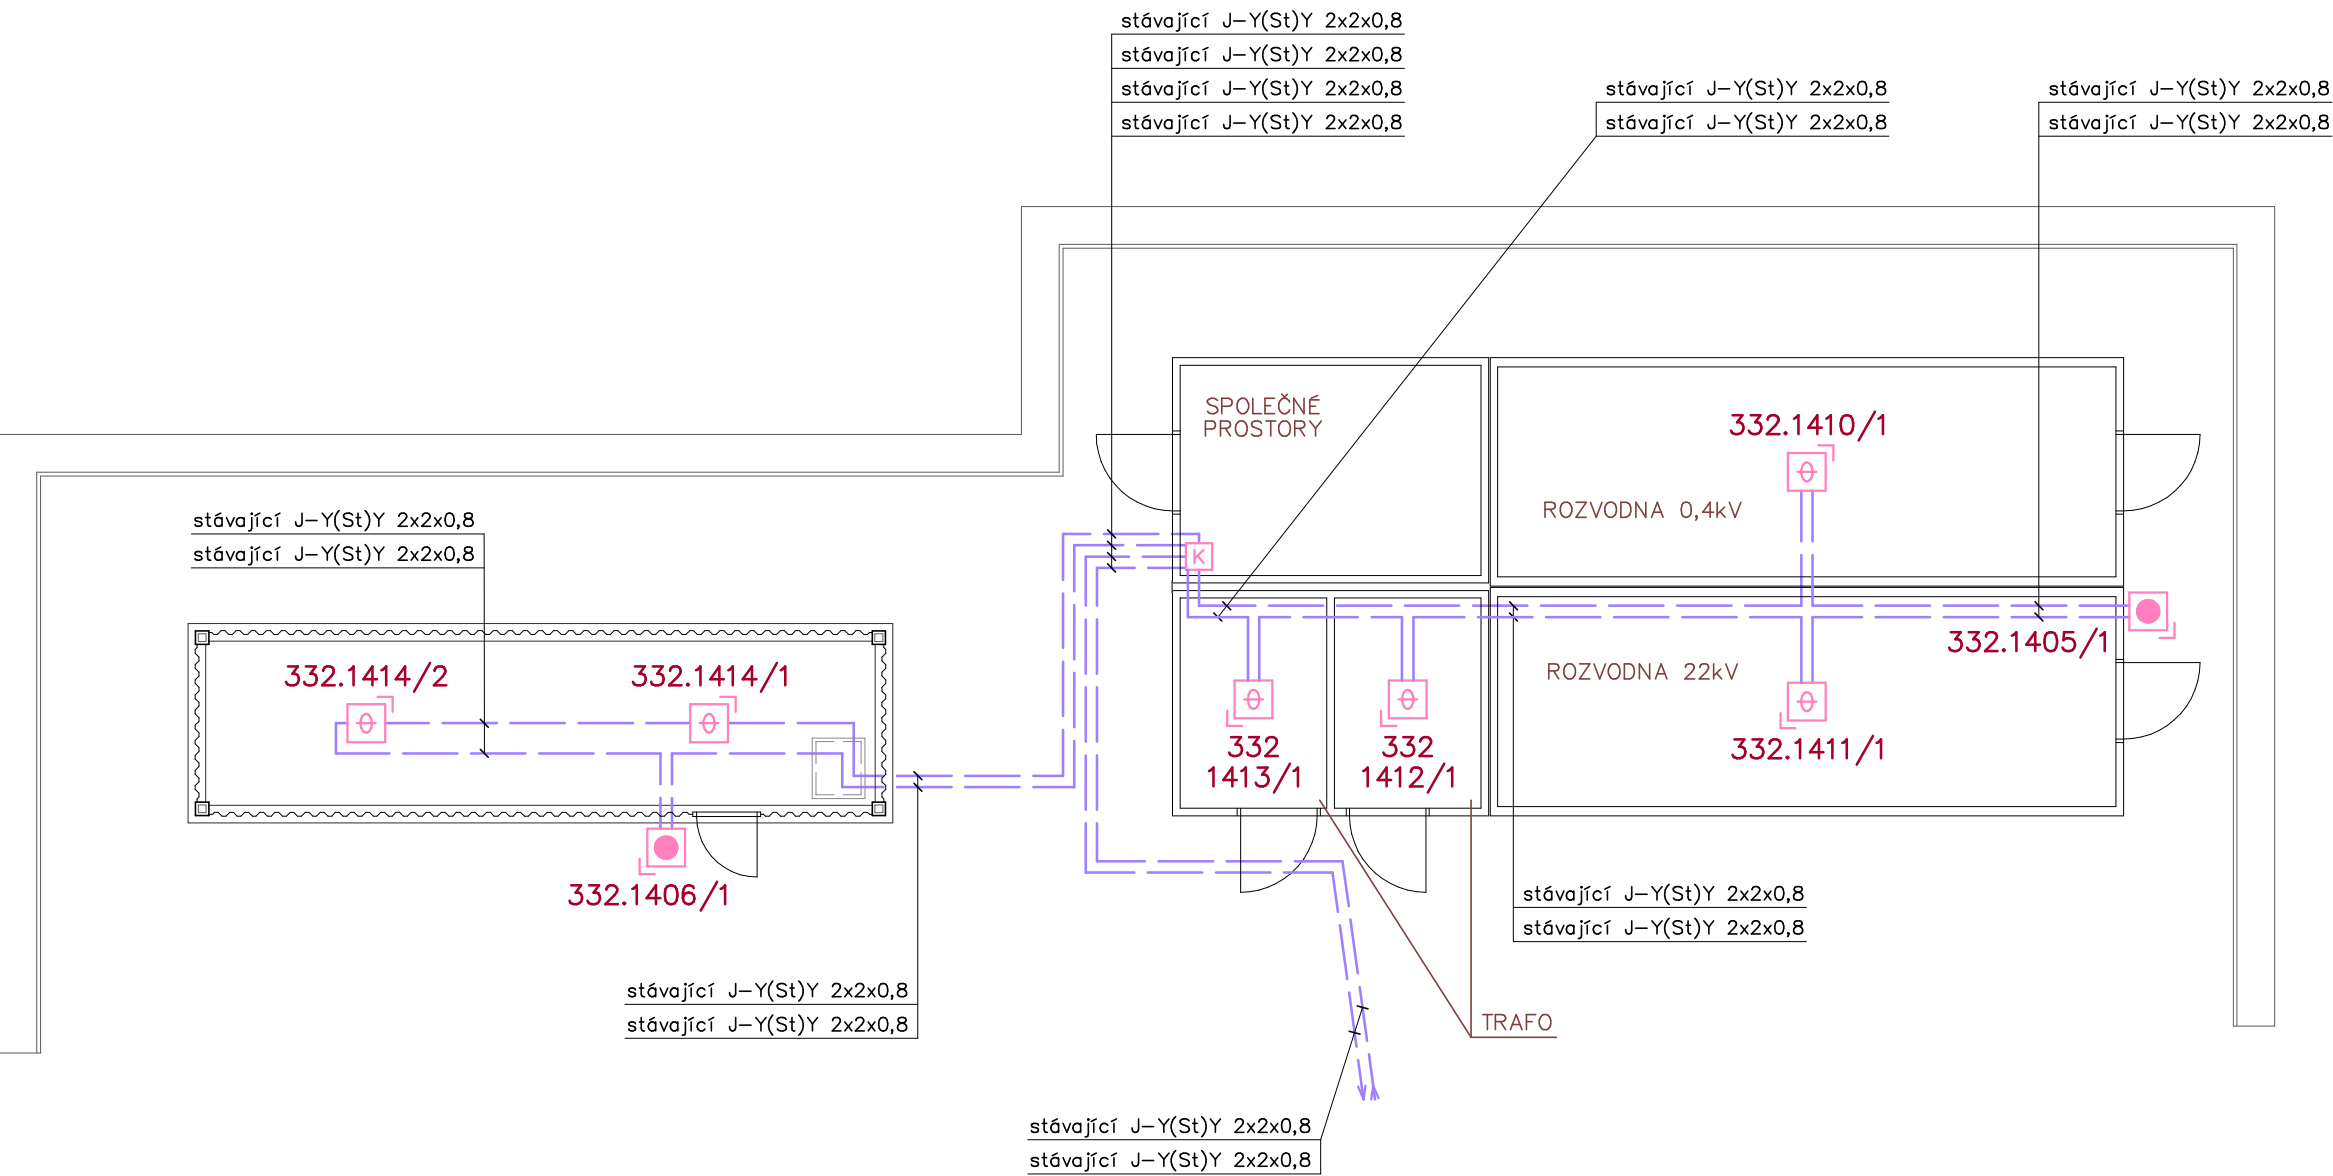 stávající J-Y(St)Y 2x2x0,8
stávající J-Y(St)Y 2x2x0,8
stávající J-Y(St)Y 2x2x0,8
stávající J-Y(St)Y 2x2x0,8
stávající J-Y(St)Y 2x2x0,8
stávající J-Y(St)Y 2x2x0,8
stávající J-Y(St)Y 2x2x0,8
stávající J-Y(St)Y 2x2x0,8
SPOLEČNÉ
PROSTORY
332.1410/1
ROZVODNA 0,4kV
stávající J-Y(St)Y 2x2x0,8
stávající J-Y(St)Y 2x2x0,8
K
332.1405/1
332.1414/2
332.1414/1
ROZVODNA 22kV
332
1413/1
332
1412/1
332.1411/1
332.1406/1
stávající J-Y(St)Y 2x2x0,8
stávající J-Y(St)Y 2x2x0,8
stávající J-Y(St)Y 2x2x0,8
stávající J-Y(St)Y 2x2x0,8
TRAFO
stávající J-Y(St)Y 2x2x0,8
stávající J-Y(St)Y 2x2x0,8